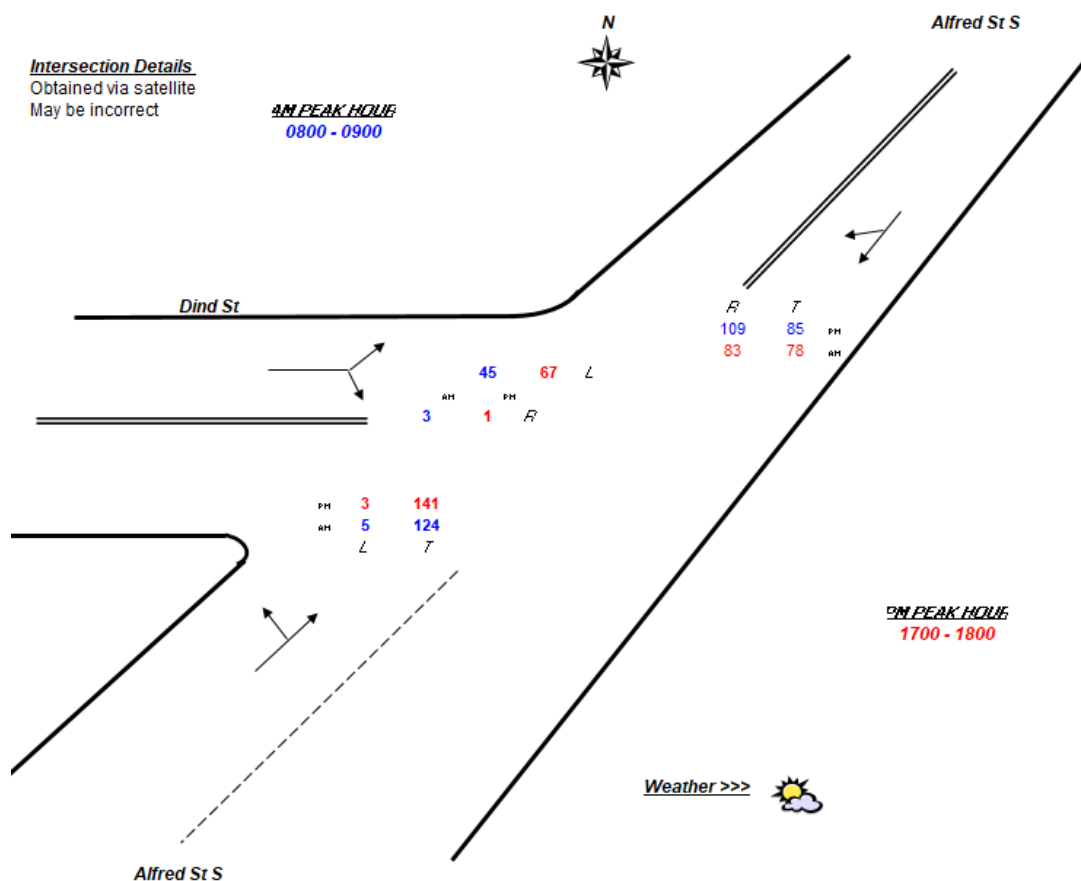 N
Alfred St S
Intersection Details
Obtained via satellite
May be incorrect
AM PEAK HOUR
0800 - 0900
Dind St
R T
109 85 PM
83 78 AM
45 67 L
AM PM
3 1 R
PM 3 141
AM 5 124
L T
PM PEAK HOUR
1700 - 1800
Weather >>>
Alfred St S